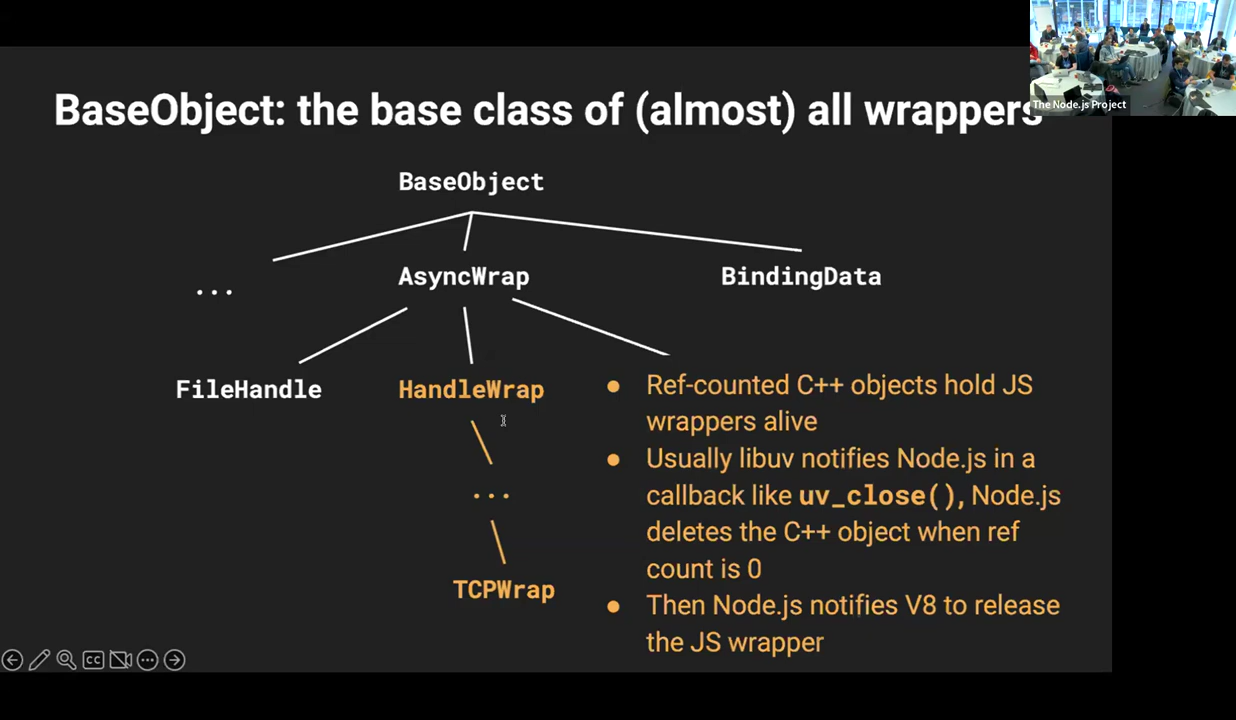 BaseObject: the base class of (almost) all wrappers
The Node.js Project
BaseObject
...
AsyncWrap
BindingData
FileHandle
HandleWrap
...
TCPWrap
● Ref-counted C++ objects hold JS
wrappers alive
● Usually libuv notifies Node.js in a
callback like uv_close(), Node.js
deletes the C++ object when ref
count is 0
● Then Node.js notifies V8 to release
the JS wrapper
CC